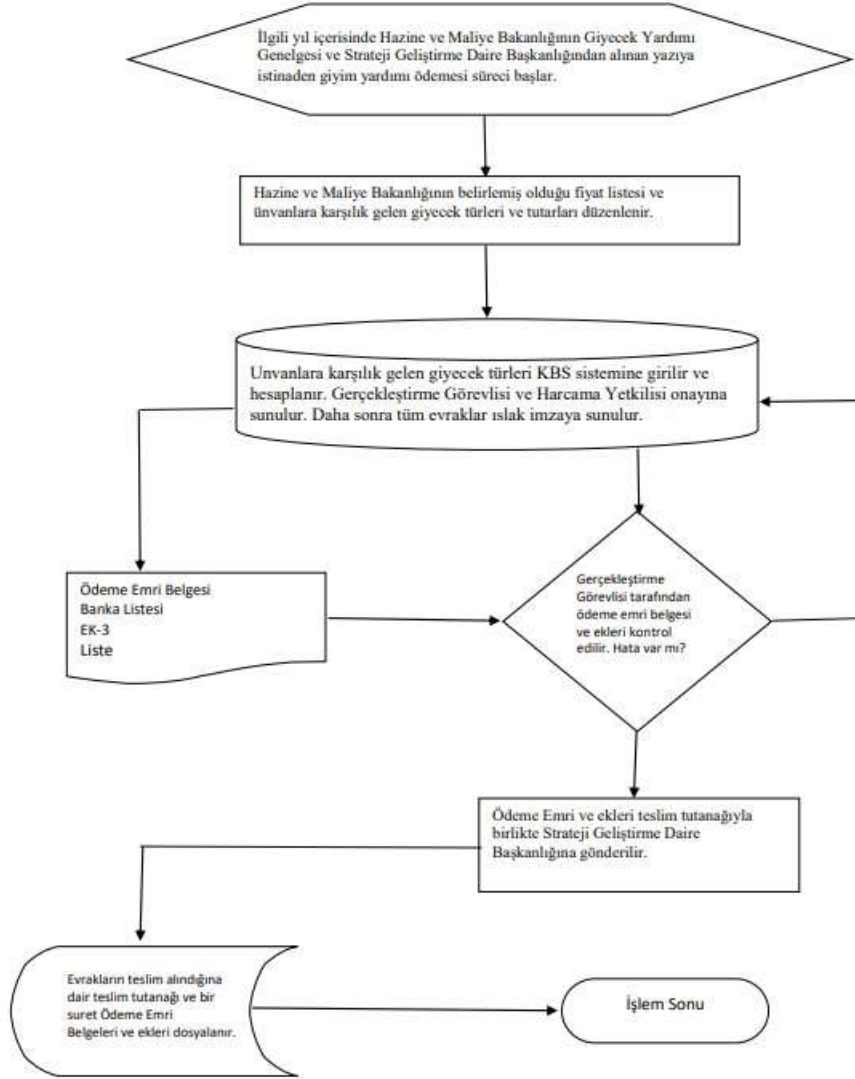 İlgili yıl içerisinde Hazine ve Maliye Bakanlığının Giyecek Yardımı
Genelgesi ve Strateji Geliştirme Daire Başkanlığından alınan yazıya
istinaden giyim yardımı ödemesi süreci başlar.
Hazine ve Maliye Bakanlığının belirlemiş olduğu fiyat listesi ve
ünvanlara karşılık gelen giyecek türleri ve tutarları düzenlenir.
Unvanlara karşılık gelen giyecek türleri KBS sistemine girilir ve
hesaplanır. Gerçekleştirme Görevlisi ve Harcama Yetkilisi onayına
sunulur. Daha sonra tüm evraklar ıslak imzaya sunulur.
Ödeme Emri Belgesi
Banka Listesi
EK-3
Liste
Gerçekleştirme
Görevlisi tarafından
ödeme emri belgesi
ve ekleri kontrol
edilir. Hata var mı?
Ödeme Emri ve ekleri teslim tutanağıyla
birlikte Strateji Geliştirme Daire
Başkanlığına gönderilir.
Evrakların teslim alındığına
dair teslim tutanağı ve bir
suret Ödeme Emri
Belgeleri ve ekleri dosyalanır.
İşlem Sonu